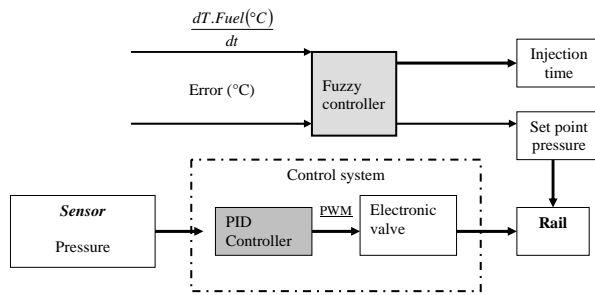 dT.Fuel(°C)
dt
Injection
time
Error (°C)
Fuzzy
controller
Set point
pressure
Control system
Sensor
Pressure
PID
Controller
PWM
Electronic
valve
Rail